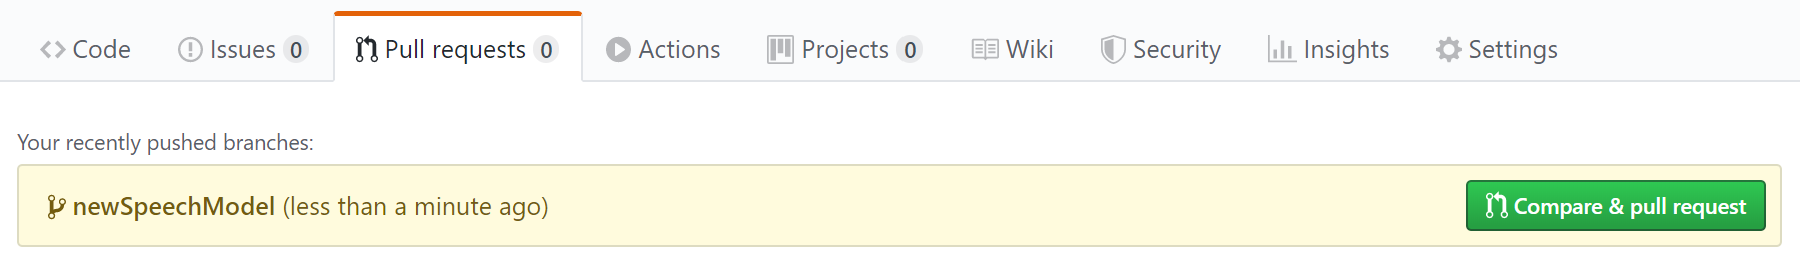 Code Issues 0 Pull requests 0 Actions Projects 0 Wiki Security Insights Settings
Your recently pushed branches:
newSpeechModel (less than a minute ago) Compare & pull request